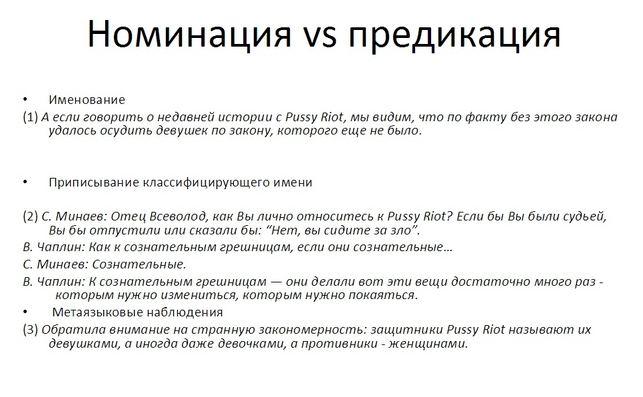 Номинация vs предикация
• Именование
(1) А если говорить о недавней истории с Pussy Riot, мы видим, что по факту без этого закона
удалось осудить девушек по закону, которого еще не было.
• Приписывание классифицирующего имени
(2) С. Минаев: Отец Всеволод, как Вы лично относитесь к Pussy Riot? Если бы Вы были судьей,
Вы бы отпустили или сказали бы: “Нет, вы сидите за зло”.
В. Чаплин: Как к сознательным грешницам, если они сознательные…
С. Минаев: Сознательные.
В. Чаплин: К сознательным грешницам — они делали вот эти вещи достаточно много раз -
которым нужно измениться, которым нужно покаяться.
• Метаязыковые наблюдения
(3) Обратила внимание на странную закономерность: защитники Pussy Riot называют их
девушками, а иногда даже девочками, а противники - женщинами.